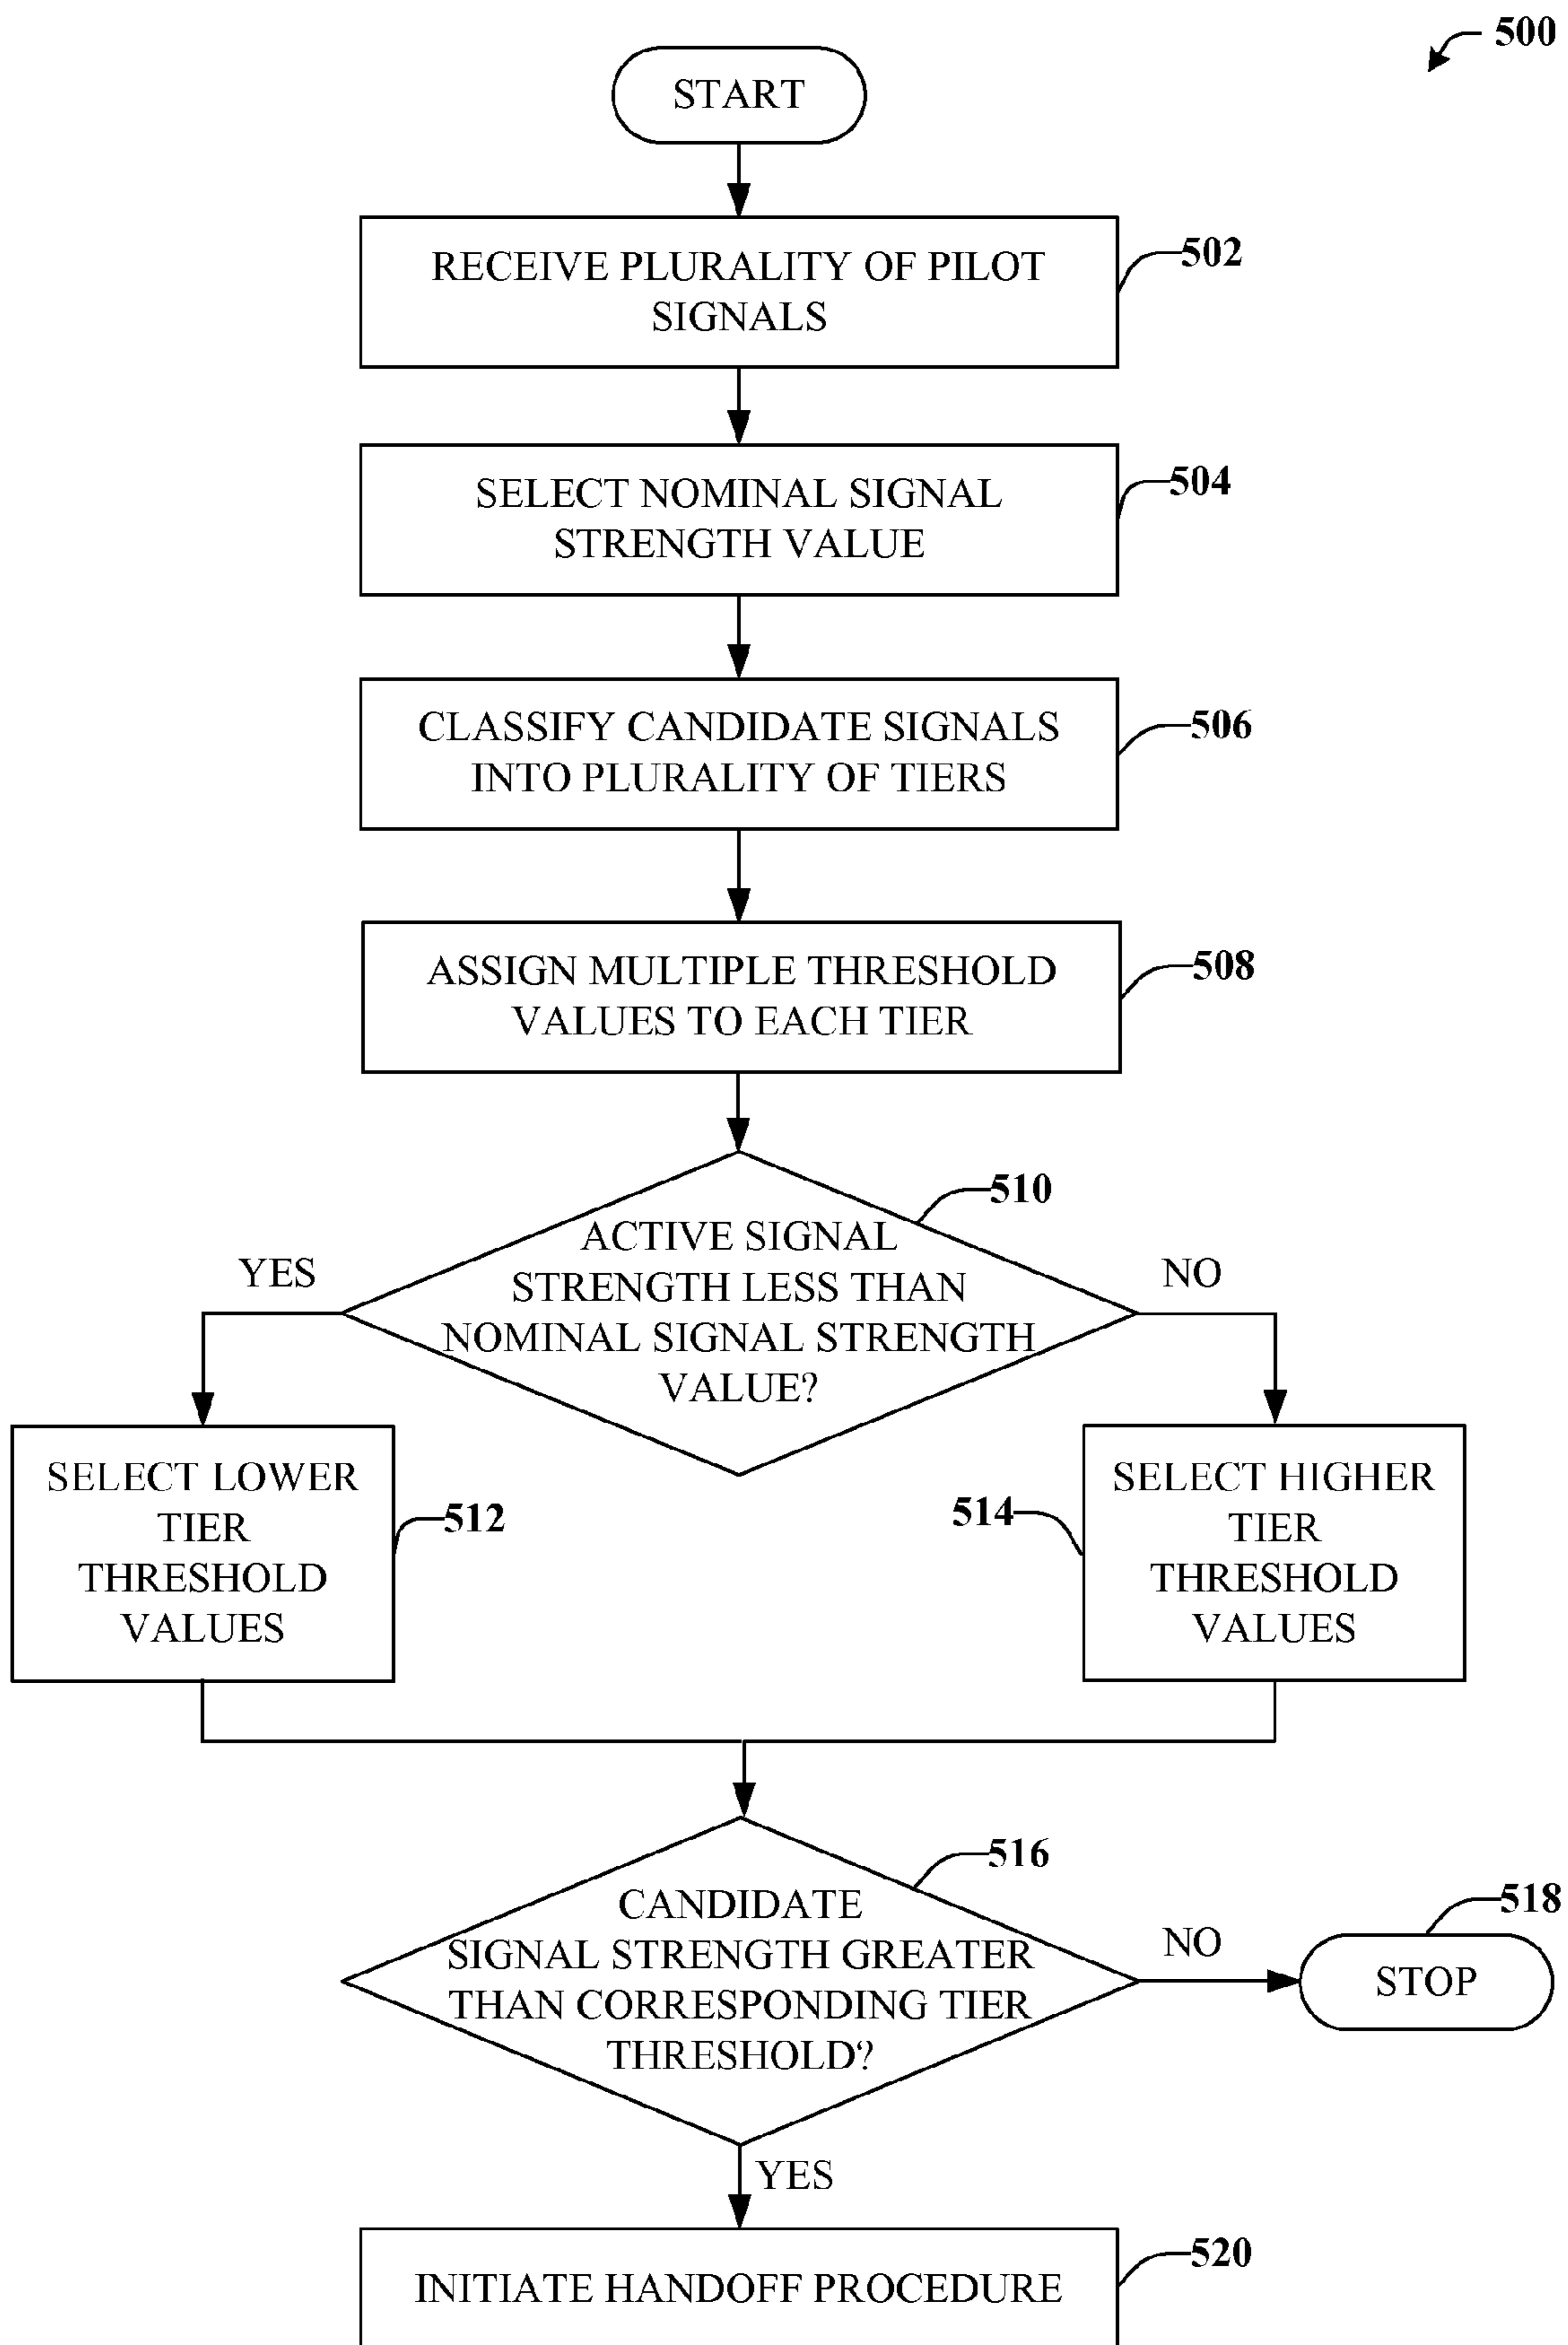 500
START
RECEIVE PLURALITY OF PILOT
SIGNALS
502
SELECT NOMINAL SIGNAL
STRENGTH VALUE
504
CLASSIFY CANDIDATE SIGNALS
INTO PLURALITY OF TIERS
506
ASSIGN MULTIPLE THRESHOLD
VALUES TO EACH TIER
508
510
ACTIVE SIGNAL
STRENGTH LESS THAN
NOMINAL SIGNAL STRENGTH
VALUE?
YES
NO
SELECT LOWER
TIER
THRESHOLD
VALUES
512
514
SELECT HIGHER
TIER
THRESHOLD
VALUES
516
CANDIDATE
SIGNAL STRENGTH GREATER
THAN CORRESPONDING TIER
THRESHOLD?
NO
518
STOP
YES
INITIATE HANDOFF PROCEDURE
520